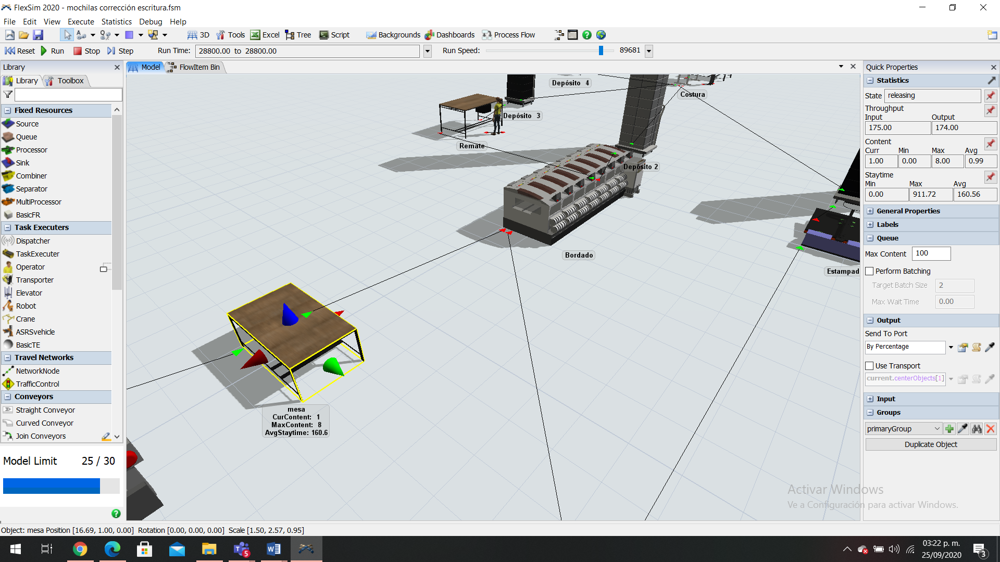 FlexSim 2020 - mochilas corrección escritura.fsm
File Edit View Execute Statistics Debug Help
3D Tools Excel Tree Script Backgrounds Dashboards Process Flow
Reset Run Stop Step Run Time: 28800.00 to 28800.00 Run Speed: 89681
Library
Library Toolbox
Fixed Resources
Source
Queue
Processor
Sink
Combiner
Separator
MultiProcessor
BasicFR
Task Executers
Dispatcher
TaskExecuter
Operator
Transporter
Elevator
Robot
Crane
ASRSvehicle
BasicTE
Travel Networks
NetworkNode
TrafficControl
Conveyors
Straight Conveyor
Curved Conveyor
Join Conveyors
Model Limit 25 / 30
Model FlowItem Bin
Depósito 4
Costura
Depósito 3
Remate
Depósito 2
Bordado
Estampad
mesa
CurContent: 1
MaxContent: 8
AvgStaytime: 160.6
Quick Properties
Statistics
State releasing
Throughput
Input Output
175.00 174.00
Content
Curr Min Max Avg
1.00 0.00 8.00 0.99
Staytime
Min Max Avg
0.00 911.72 160.56
General Properties
Labels
Queue
Max Content 100
Perform Batching
Target Batch Size 2
Max Wait Time 0.00
Output
Send To Port
By Percentage
Use Transport
current.centerObjects[1]
Input
Groups
primaryGroup
Duplicate Object
Activar Windows
Ve a Configuración para activar Windows.
Object: mesa Position [16.69, 1.00, 0.00] Rotation [0.00, 0.00, 0.00] Scale [1.50, 2.57, 0.95]
5
03:22 p. m.
25/09/2020
3